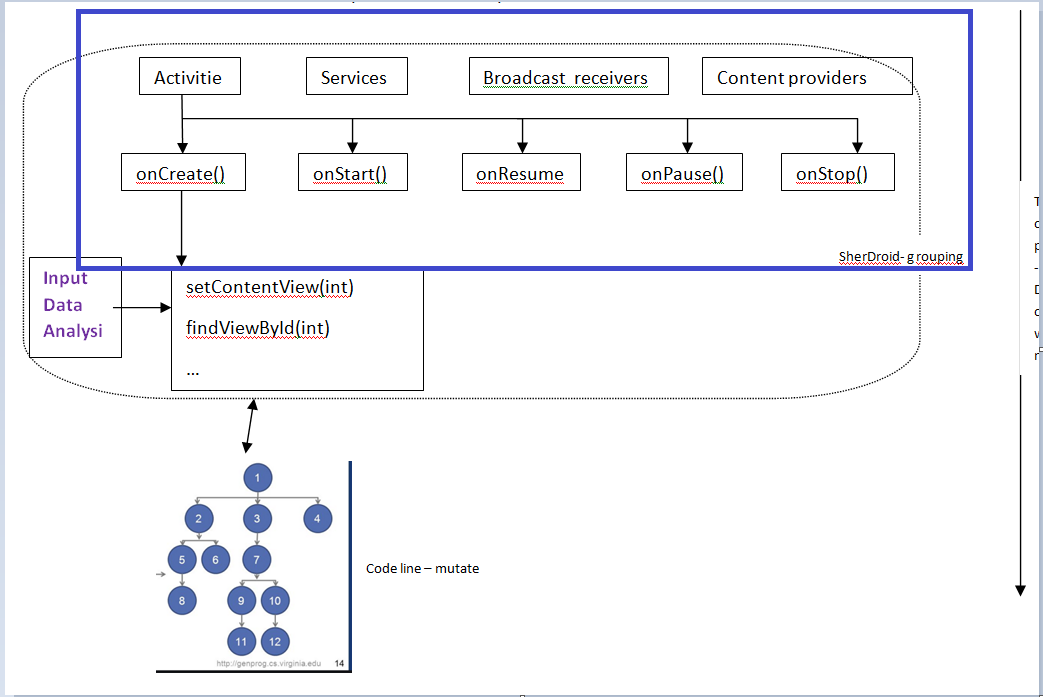 Activitie
Services
Broadcast receivers
Content providers
onCreate()
onStart()
onResume
onPause()
onStop()
SherDroid- grouping
Input
Data
Analysi
setContentView(int)
findViewById(int)
...
1
2
3
4
5
6
7
8
9
10
11
12
Code line – mutate
http://genprog.cs.virginia.edu
14